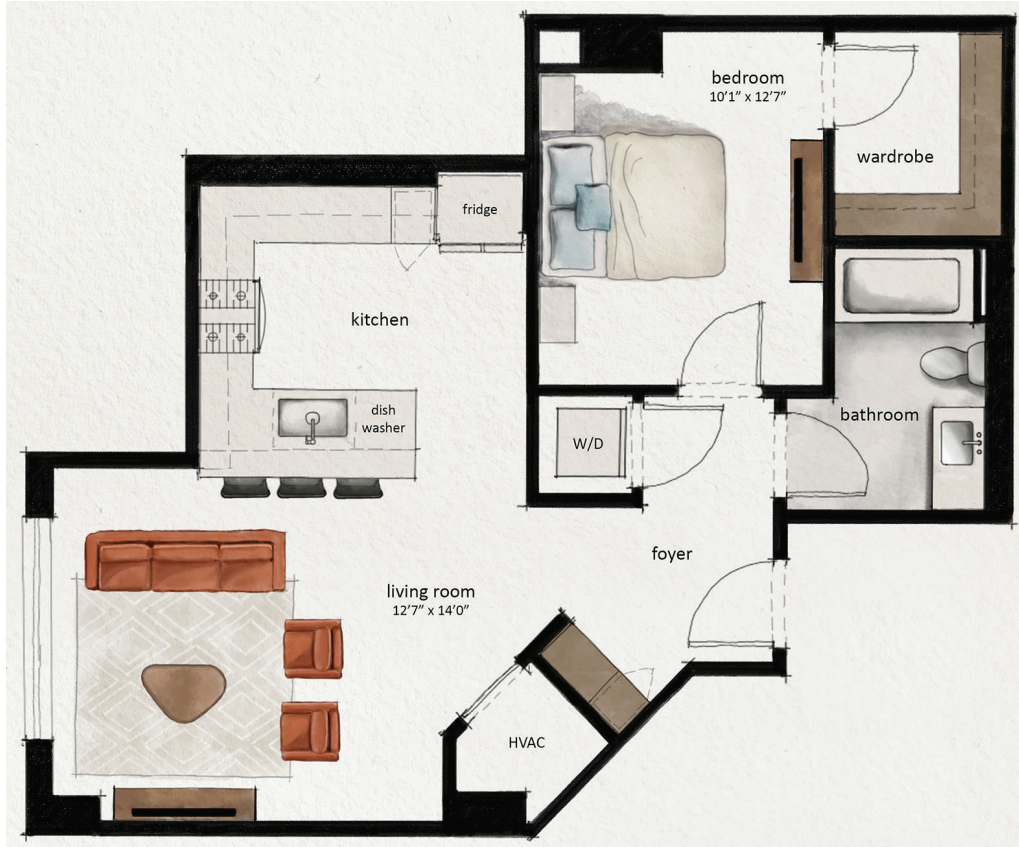 bedroom
10'1" x 12'7"
wardrobe
fridge
kitchen
dish
washer
W/D
bathroom
foyer
living room
12'7" x 14'0"
HVAC